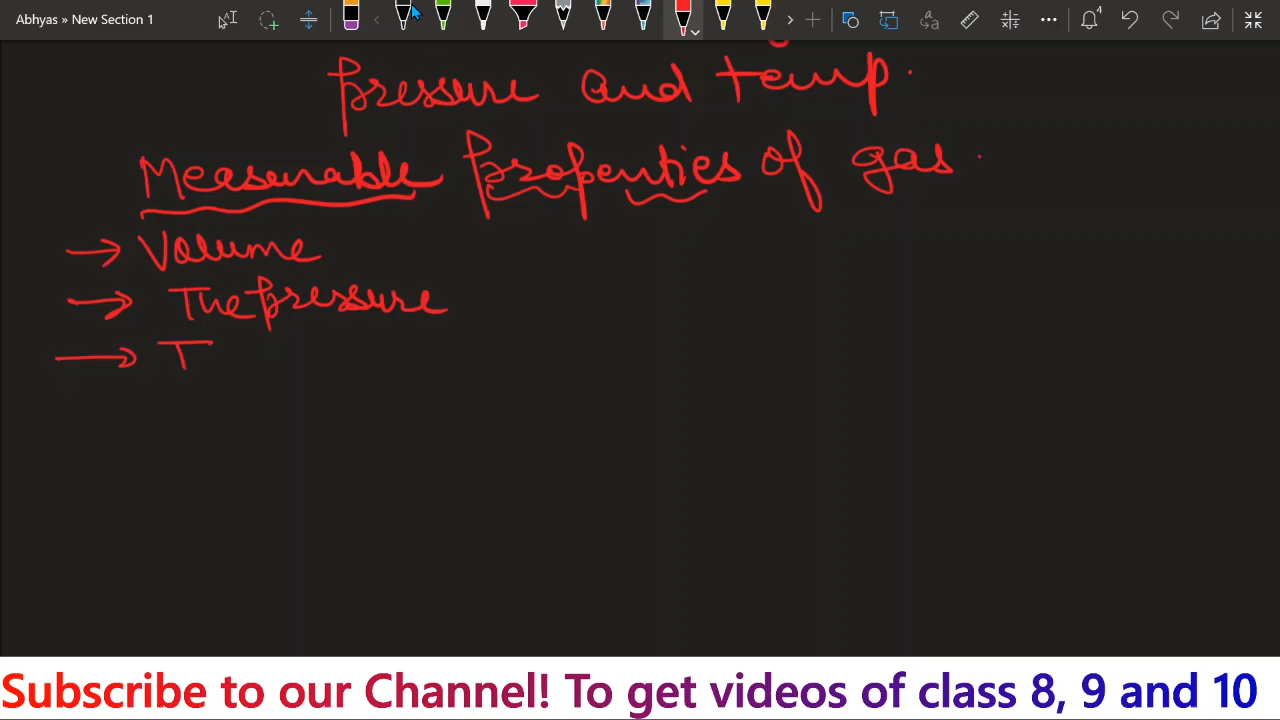 Abhyas » New Section 1
4
pressure and temp.
Measurable properties of gas.
→ Volume
→ The pressure
→ T
Subscribe to our Channel! To get videos of class 8, 9 and 10